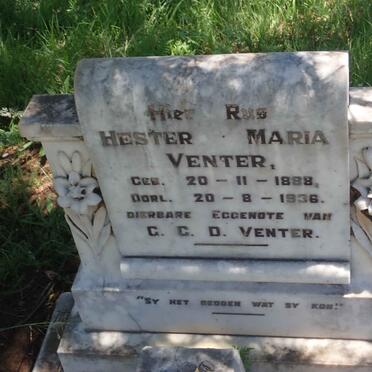 Hier Rus
Hester Maria
Venter,
Geb. 20-11-1888,
Oorl. 20-8-1936.
dierbare Eggenote van
G. C. D. Venter.
"Sy het gedoen wat sy kon."